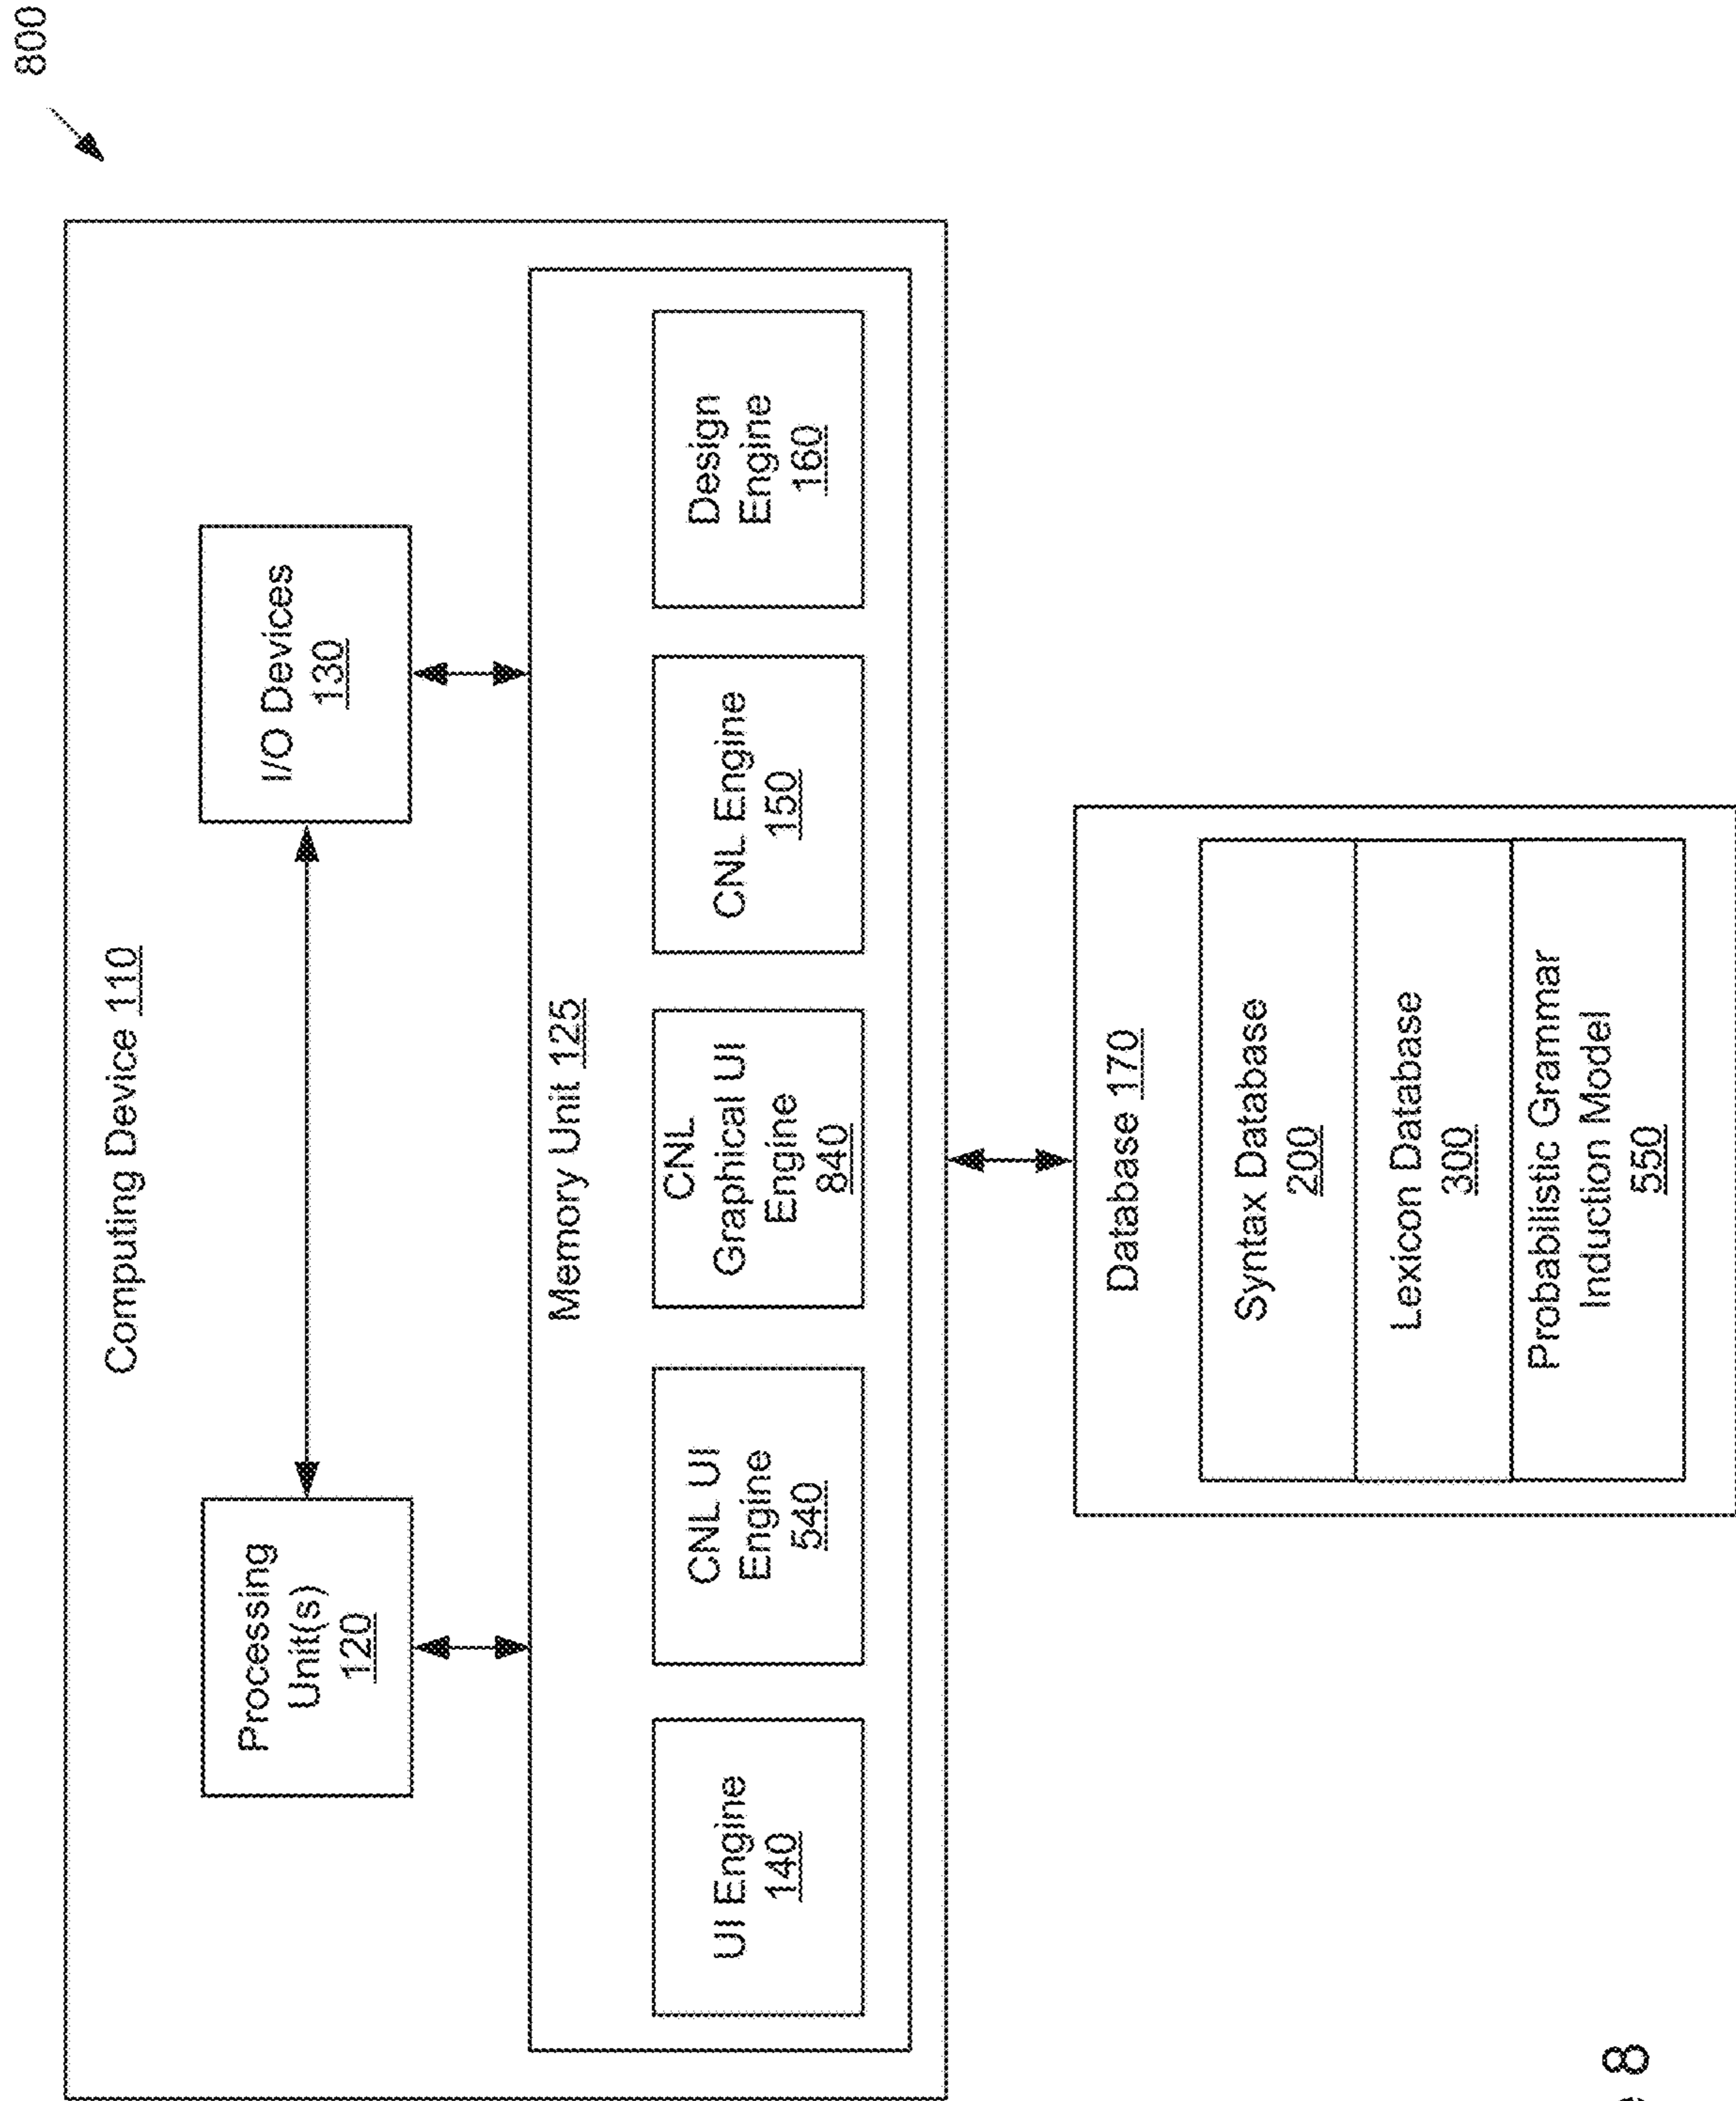 800
Computing Device 110
Processing
Unit(s)
120
I/O Devices
130
Memory Unit 125
UI Engine
140
CNL UI
Engine
540
CNL
Graphical UI
Engine
840
CNL Engine
150
Design
Engine
160
Database 170
Syntax Database
200
Lexicon Database
300
Probabilistic Grammar
Induction Model
550
8